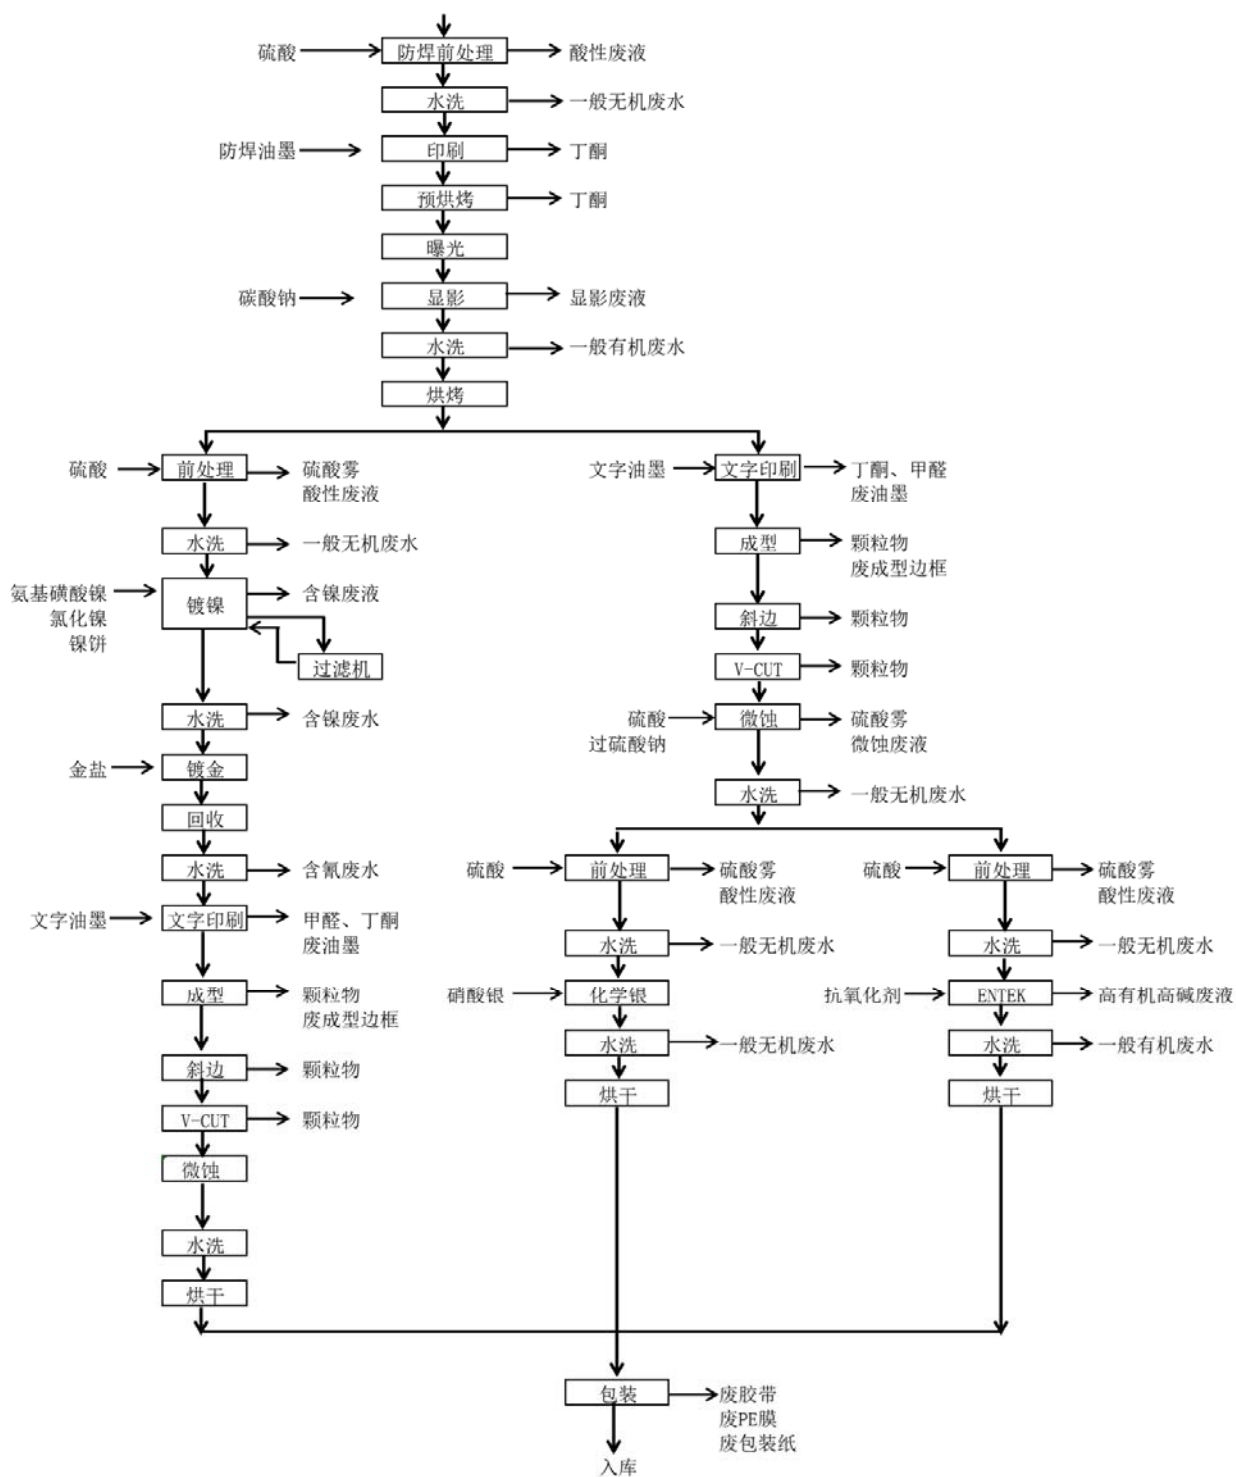 硫酸 防焊前处理 酸性废液
水洗 一般无机废水
防焊油墨 印刷 丁酮
预烘烤 丁酮
曝光
碳酸钠 显影 显影废液
水洗 一般有机废水
烘烤
硫酸 前处理 硫酸雾
酸性废液
水洗 一般无机废水
氨基磺酸镍 镀镍 含镍废液
氯化镍
镍饼
过滤机
水洗 含镍废水
金盐 镀金
回收
水洗 含氰废水
文字油墨 文字印刷 甲醛、丁酮
废油墨
成型 颗粒物
废成型边框
斜边 颗粒物
V-CUT 颗粒物
微蚀
水洗
烘干
文字油墨 文字印刷 丁酮、甲醛
废油墨
成型 颗粒物
废成型边框
斜边 颗粒物
V-CUT 颗粒物
硫酸 微蚀 硫酸雾
过硫酸钠 微蚀废液
水洗 一般无机废水
硫酸 前处理 硫酸雾
酸性废液
水洗 一般无机废水
硝酸银 化学银
水洗 一般无机废水
烘干
硫酸 前处理 硫酸雾
酸性废液
水洗 一般无机废水
抗氧化剂 ENTEK 高有机高碱废液
水洗 一般有机废水
烘干
包装 废胶带
废PE膜
废包装纸
入库